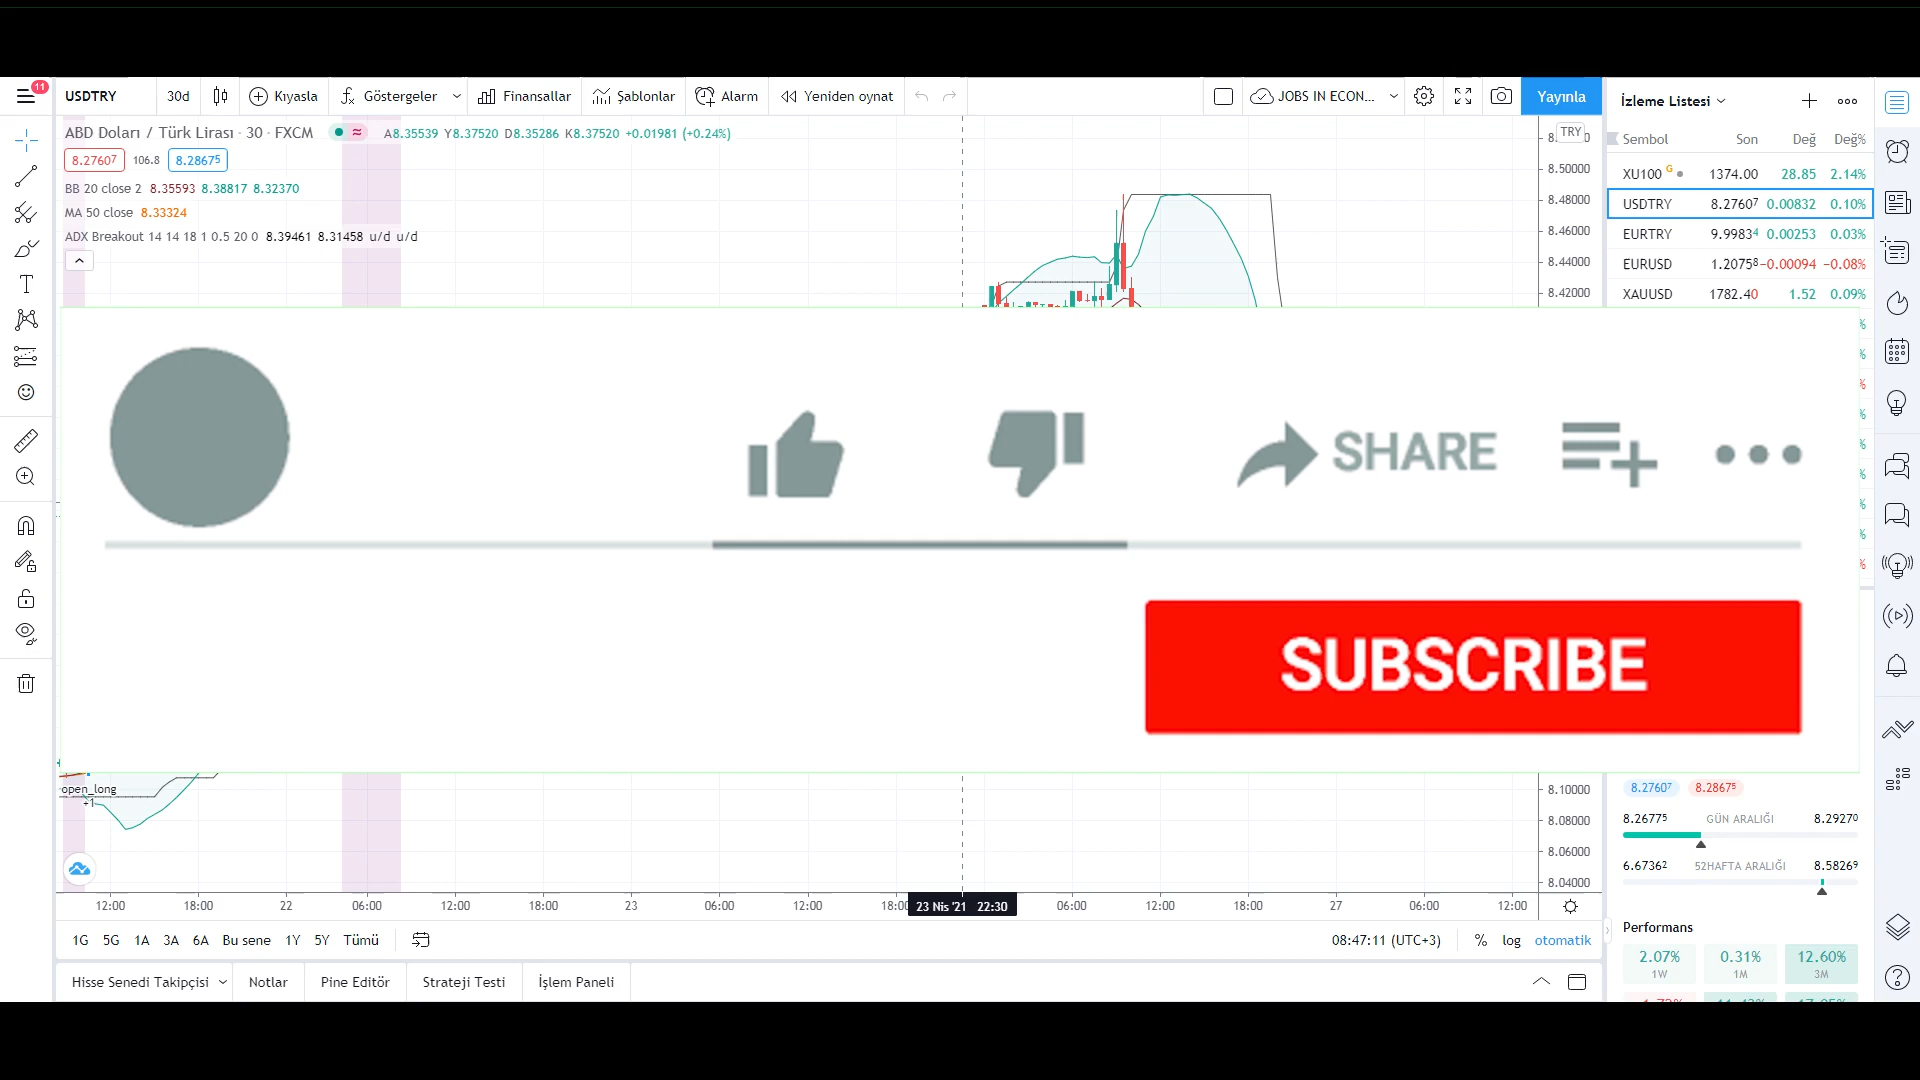 11
USDTRY 30d Kıyasla Göstergeler Finansallar Şablonlar Alarm Yeniden oynat JOBS IN ECON... Yayınla
ABD Doları / Türk Lirası · 30 · FXCM A8.35539 Y8.37520 D8.35286 K8.37520 +0.01981 (+0.24%)
8.27607 106.8 8.28675
BB 20 close 2 8.35593 8.38817 8.32370
MA 50 close 8.33324
ADX Breakout 14 14 18 1 0.5 20 0 8.39461 8.31458 u/d u/d
TRY
8.50000
8.48000
8.46000
8.44000
8.42000
İzleme Listesi
Sembol Son Değ Değ%
XU100 G 1374.00 28.85 2.14%
USDTRY 8.27607 0.00832 0.10%
EURTRY 9.99834 0.00253 0.03%
EURUSD 1.20758 −0.00094 −0.08%
XAUUSD 1782.40 1.52 0.09%
SHARE
SUBSCRIBE
open_long
+1
8.10000
8.08000
8.06000
8.04000
12:00 18:00 22 06:00 12:00 18:00 23 06:00 12:00 18:00 23 Nis '21 22:30 06:00 12:00 18:00 27 06:00 12:00
8.27607 8.28675
8.26775 GÜN ARALIĞI 8.29270
6.67362 52HAFTA ARALIĞI 8.58269
Performans
2.07% 0.31% 12.60%
1W 1M 3M
1G 5G 1A 3A 6A Bu sene 1Y 5Y Tümü 08:47:11 (UTC+3) % log otomatik
Hisse Senedi Takipçisi Notlar Pine Editör Strateji Testi İşlem Paneli